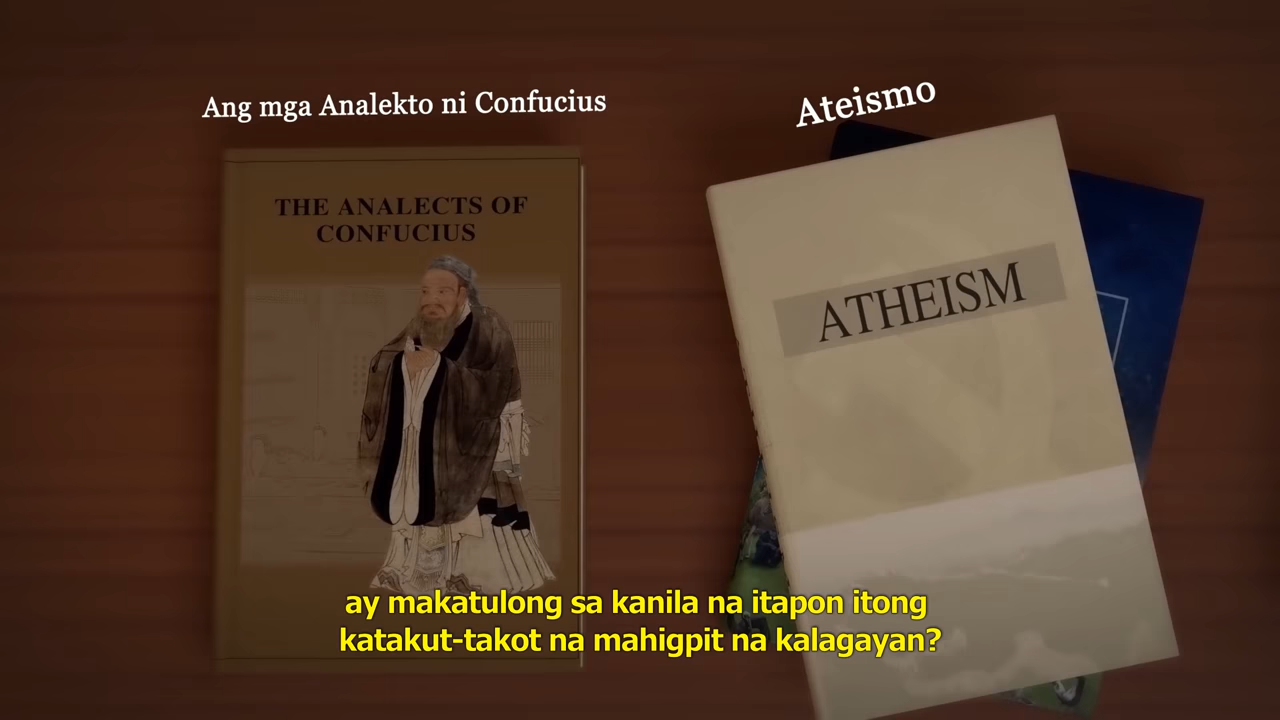 Ang mga Analekto ni Confucius
Ateismo
THE ANALECTS OF
CONFUCIUS
ATHEISM
ay makatulong sa kanila na itapon itong
katakut-takot na mahigpit na kalagayan?